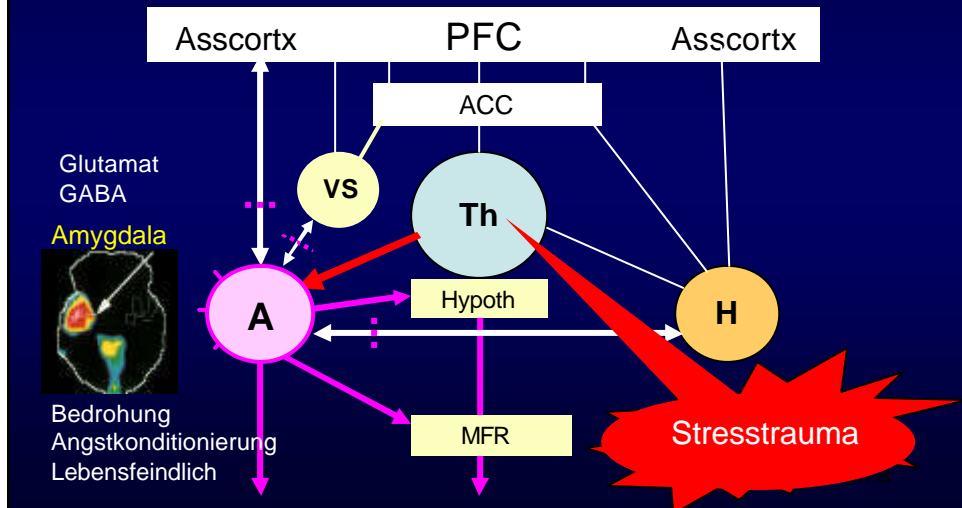 Asscortx PFC Asscortx
ACC
Glutamat
GABA
VS
Th
Amygdala
A
Hypoth
H
Bedrohung
Angstkonditionierung
Lebensfeindlich
MFR
Stresstrauma